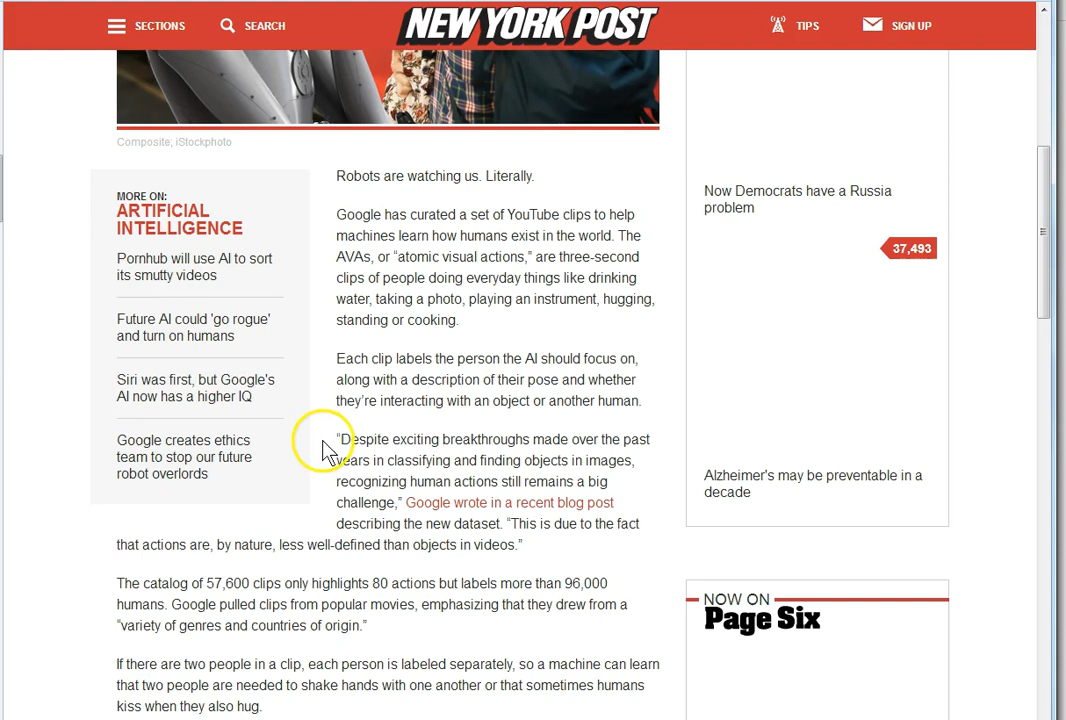 SECTIONS
SEARCH
NEW YORK POST
TIPS
SIGN UP
Composite; iStockphoto
MORE ON:
ARTIFICIAL
INTELLIGENCE
Pornhub will use AI to sort
its smutty videos
Future AI could 'go rogue'
and turn on humans
Siri was first, but Google's
AI now has a higher IQ
Google creates ethics
team to stop our future
robot overlords
Robots are watching us. Literally.
Google has curated a set of YouTube clips to help
machines learn how humans exist in the world. The
AVAs, or “atomic visual actions,” are three-second
clips of people doing everyday things like drinking
water, taking a photo, playing an instrument, hugging,
standing or cooking.
Each clip labels the person the AI should focus on,
along with a description of their pose and whether
they’re interacting with an object or another human.
“Despite exciting breakthroughs made over the past
years in classifying and finding objects in images,
recognizing human actions still remains a big
challenge,” Google wrote in a recent blog post
describing the new dataset. “This is due to the fact
that actions are, by nature, less well-defined than objects in videos.”
The catalog of 57,600 clips only highlights 80 actions but labels more than 96,000
humans. Google pulled clips from popular movies, emphasizing that they drew from a
“variety of genres and countries of origin.”
If there are two people in a clip, each person is labeled separately, so a machine can learn
that two people are needed to shake hands with one another or that sometimes humans
kiss when they also hug.
Now Democrats have a Russia
problem
37,493
Alzheimer's may be preventable in a
decade
NOW ON
Page Six